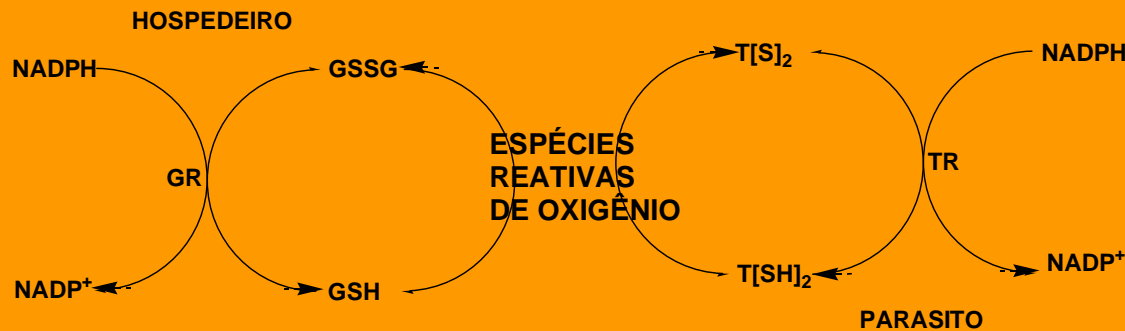 HOSPEDEIRO
NADPH
GSSG
T[S]2
NADPH
ESPÉCIES
REATIVAS
DE OXIGÊNIO
GR
TR
NADP+
GSH
T[SH]2
NADP+
PARASITO